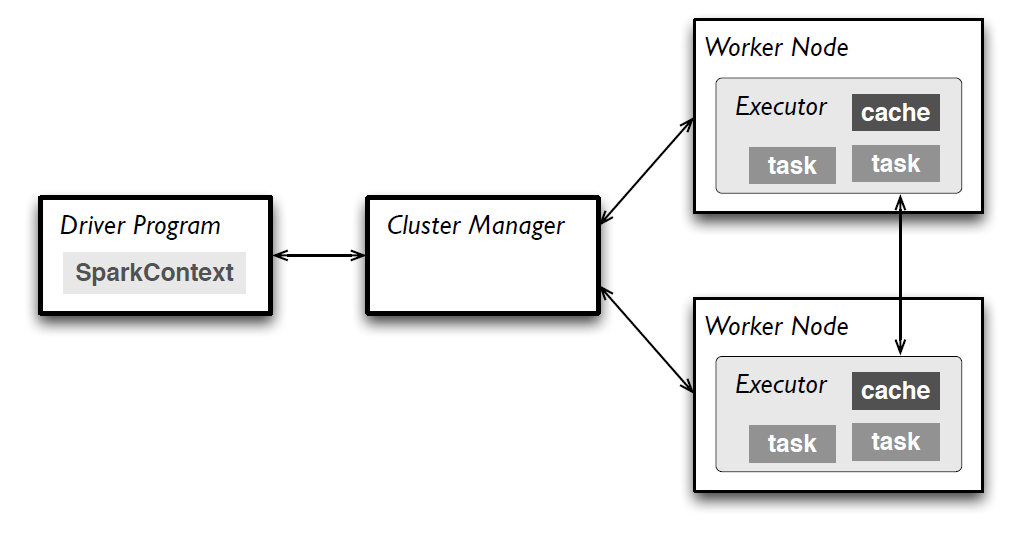 Driver Program
SparkContext
Cluster Manager
Worker Node
Executor
cache
task
task
Worker Node
Executor
cache
task
task